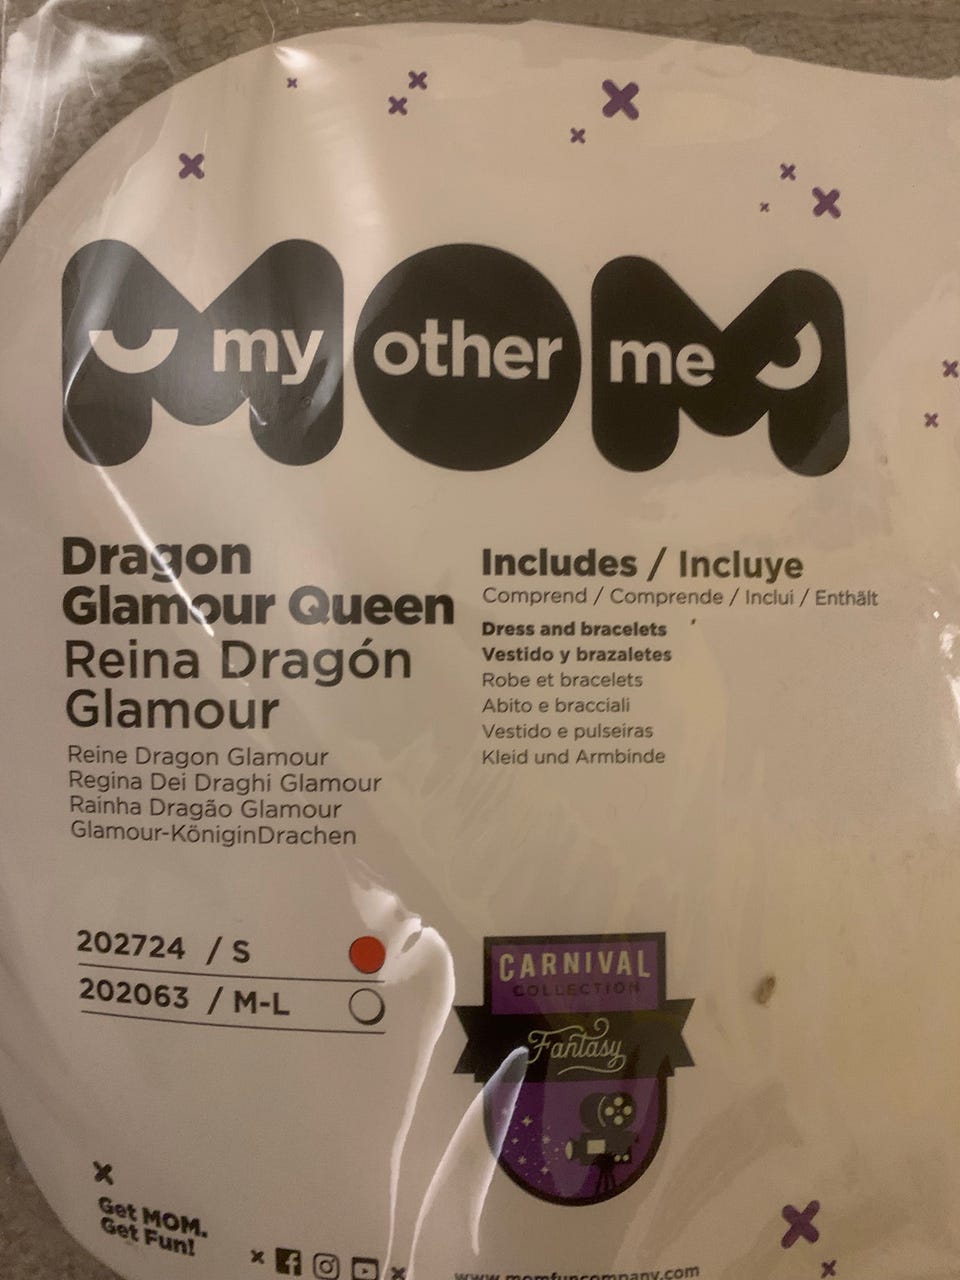 my other me
Dragon
Glamour Queen
Reina Dragón
Glamour
Reine Dragon Glamour
Regina Dei Draghi Glamour
Rainha Dragão Glamour
Glamour-KöniginDrachen
Includes / Incluye
Comprend / Comprende / Inclui / Enthält
Dress and bracelets
Vestido y brazaletes
Robe et bracelets
Abito e bracciali
Vestido e pulseiras
Kleid und Armbinde
202724 / S
202063 / M-L
CARNIVAL
COLLECTION
Fantasy
Get MOM.
Get Fun!
www.momfuncompany.com